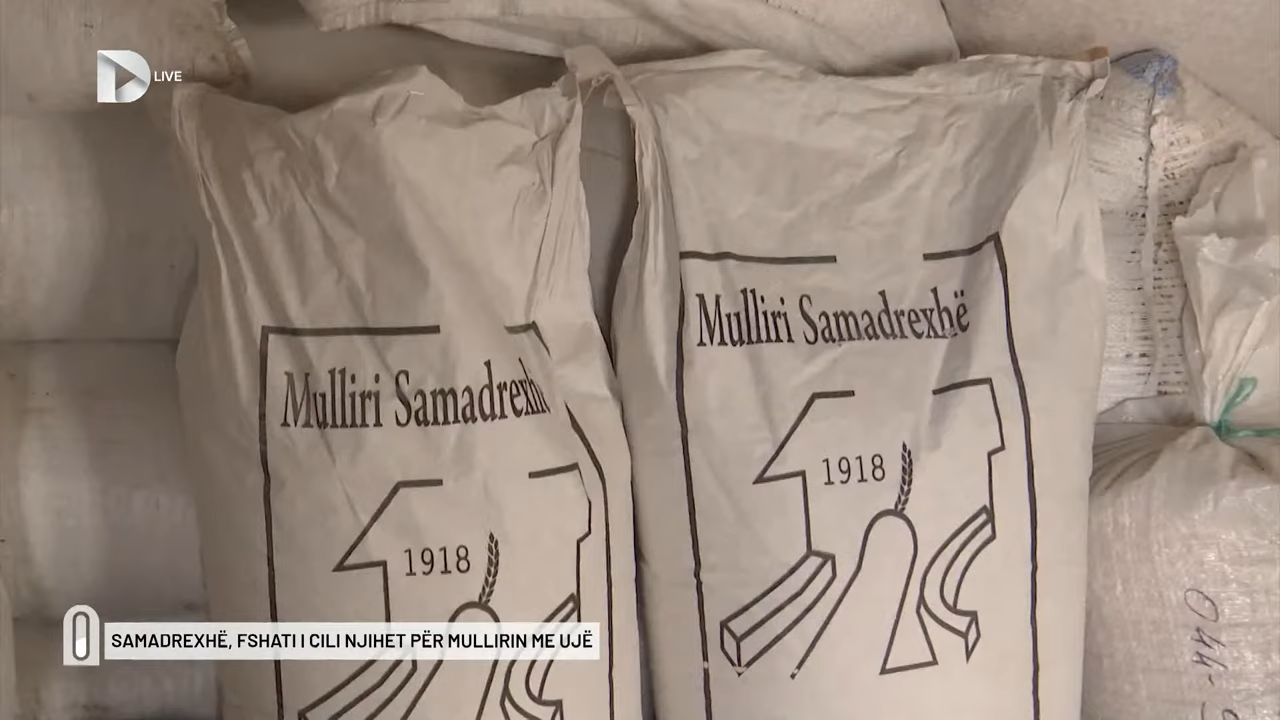 LIVE
Mulliri Samadrexhë
1918
Mulliri Samadrexhë
1918
SAMADREXHË, FSHATI I CILI NJIHET PËR MULLIRIN ME UJË